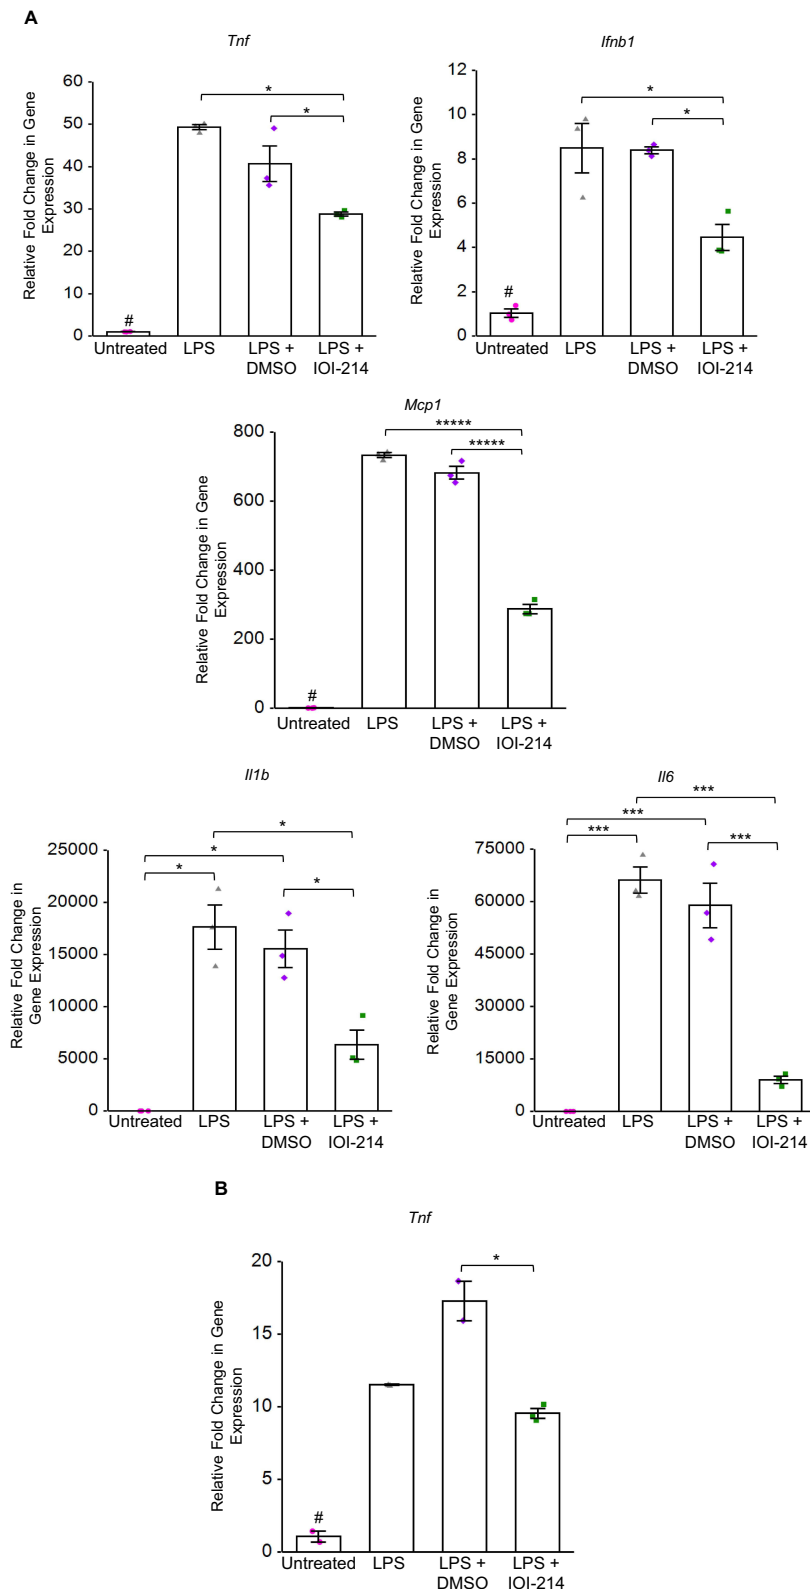 A
Tnf
Relative Fold Change in Gene
Expression
60
50
40
30
20
10
0
*
*
#
Untreated
LPS
LPS +
DMSO
LPS +
IOI-214
Ifnb1
Relative Fold Change in Gene
Expression
12
10
8
6
4
2
0
*
*
#
Untreated
LPS
LPS +
DMSO
LPS +
IOI-214
Mcp1
Relative Fold Change in Gene
Expression
800
600
400
200
0
*****
*****
#
Untreated
LPS
LPS +
DMSO
LPS +
IOI-214
Il1b
Relative Fold Change in
Gene Expression
25000
20000
15000
10000
5000
0
*
*
*
*
Untreated
LPS
LPS +
DMSO
LPS +
IOI-214
Il6
Relative Fold Change in
Gene Expression
75000
60000
45000
30000
15000
0
***
***
***
***
Untreated
LPS
LPS +
DMSO
LPS +
IOI-214
B
Tnf
Relative Fold Change in Gene
Expression
20
15
10
5
0
*
#
Untreated
LPS
LPS +
DMSO
LPS +
IOI-214